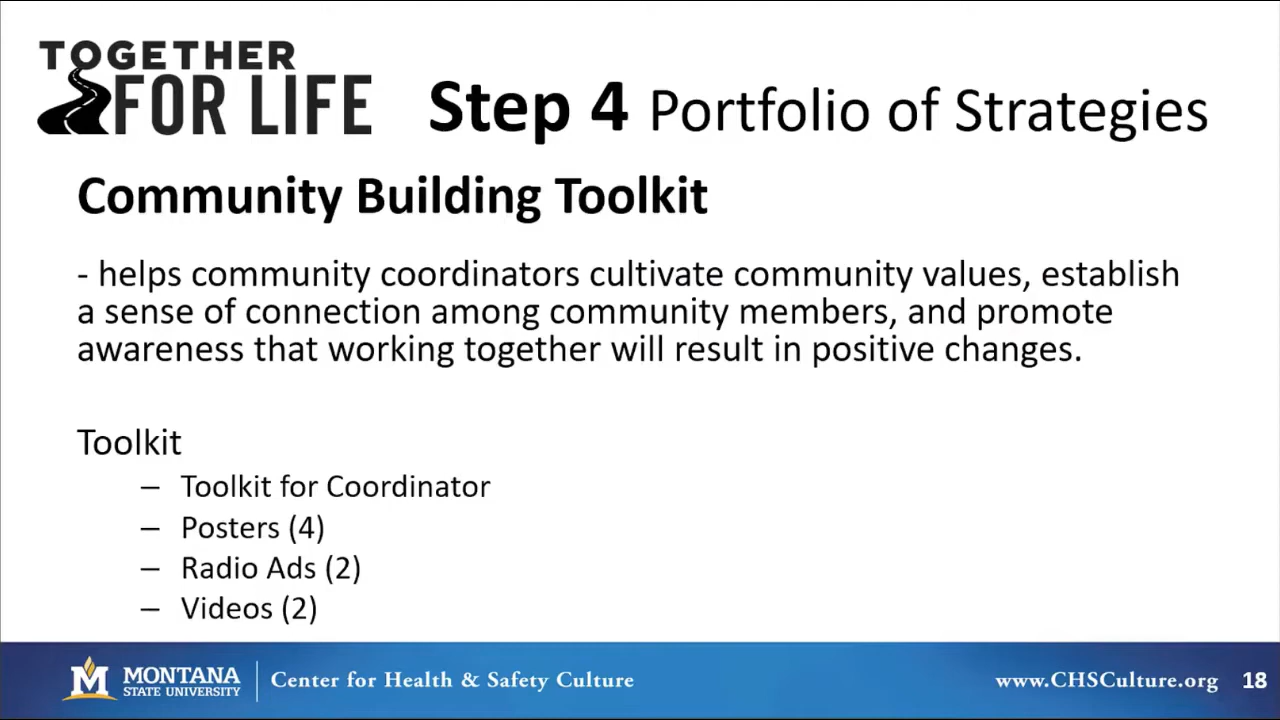 TOGETHER
FOR LIFE
Step 4 Portfolio of Strategies
Community Building Toolkit
- helps community coordinators cultivate community values, establish
a sense of connection among community members, and promote
awareness that working together will result in positive changes.
Toolkit
– Toolkit for Coordinator
– Posters (4)
– Radio Ads (2)
– Videos (2)
M MONTANA
STATE UNIVERSITY
Center for Health & Safety Culture
www.CHSCulture.org 18